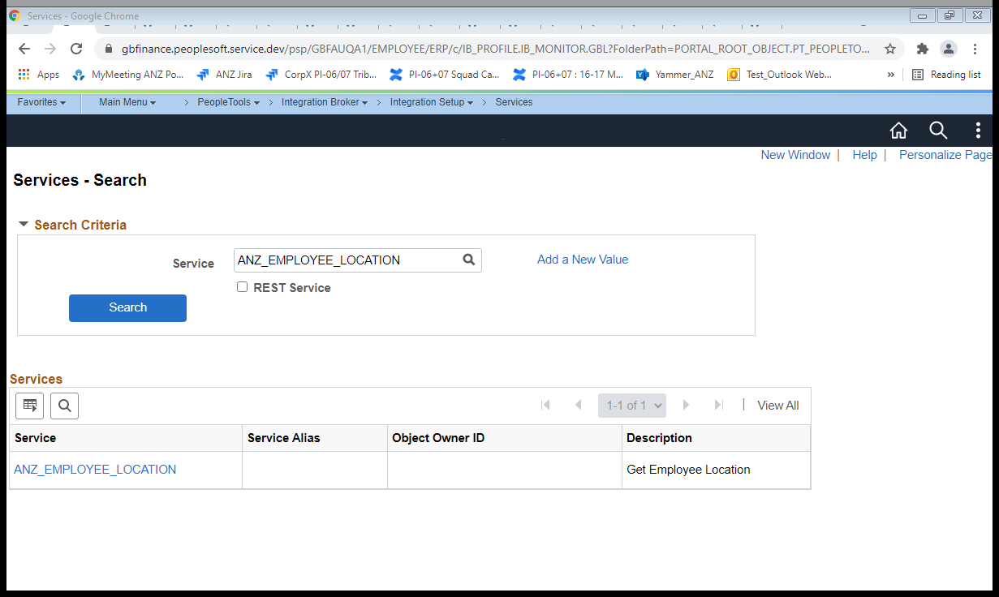 Services - Google Chrome
gbfinance.peoplesoft.service.dev/psp/GBFAUQA1/EMPLOYEE/ERP/c/IB_PROFILE.IB_MONITOR.GBL?FolderPath=PORTAL_ROOT_OBJECT.PT_PEOPLETO...
Apps MyMeeting ANZ Po... ANZ Jira CorpX PI-06/07 Trib... PI-06+07 Squad Ca... PI-06+07 : 16-17 M... Yammer_ANZ Test_Outlook Web... » Reading list
Favorites Main Menu > PeopleTools > Integration Broker > Integration Setup > Services
New Window | Help | Personalize Page
Services - Search
Search Criteria
Service ANZ_EMPLOYEE_LOCATION Add a New Value
REST Service
Search
Services
1-1 of 1 | View All
Service Service Alias Object Owner ID Description
ANZ_EMPLOYEE_LOCATION Get Employee Location